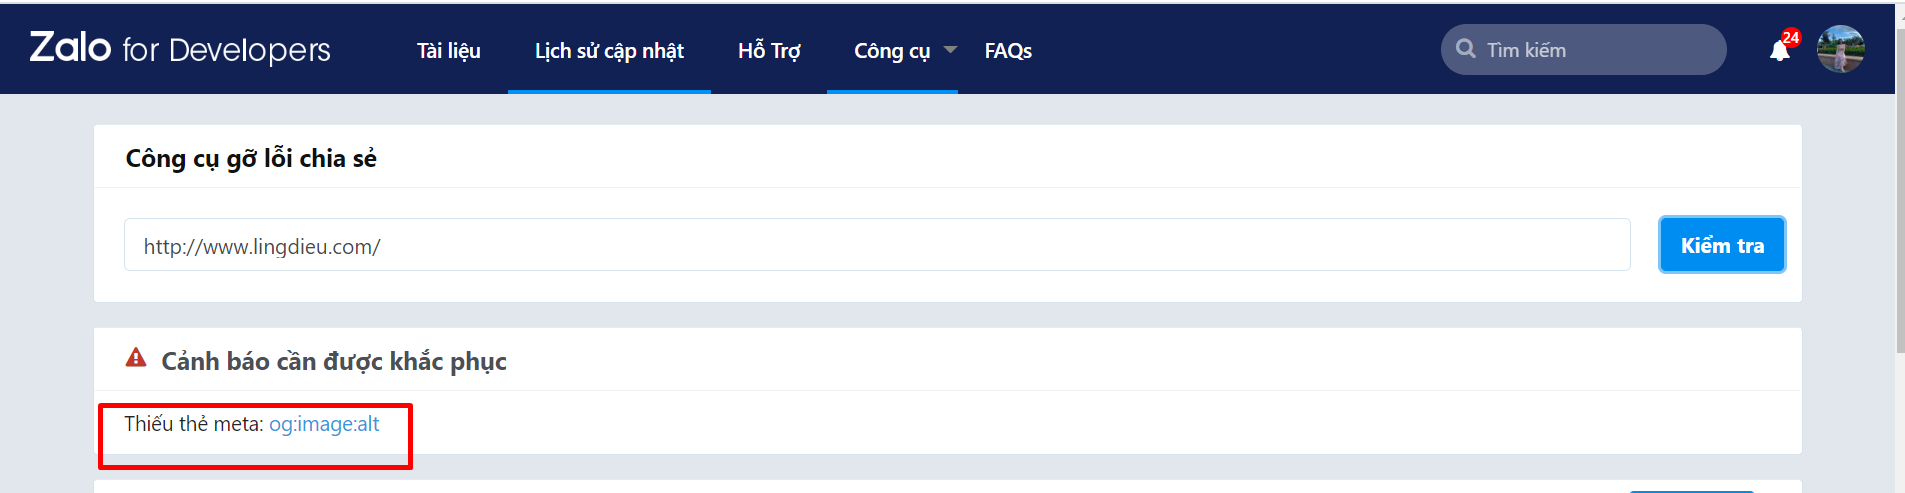 Zalo for Developers Tài liệu Lịch sử cập nhật Hỗ Trợ Công cụ FAQs Tìm kiếm 24
Công cụ gỡ lỗi chia sẻ
http://www.lingdieu.com/ Kiểm tra
Cảnh báo cần được khắc phục
Thiếu thẻ meta: og:image:alt